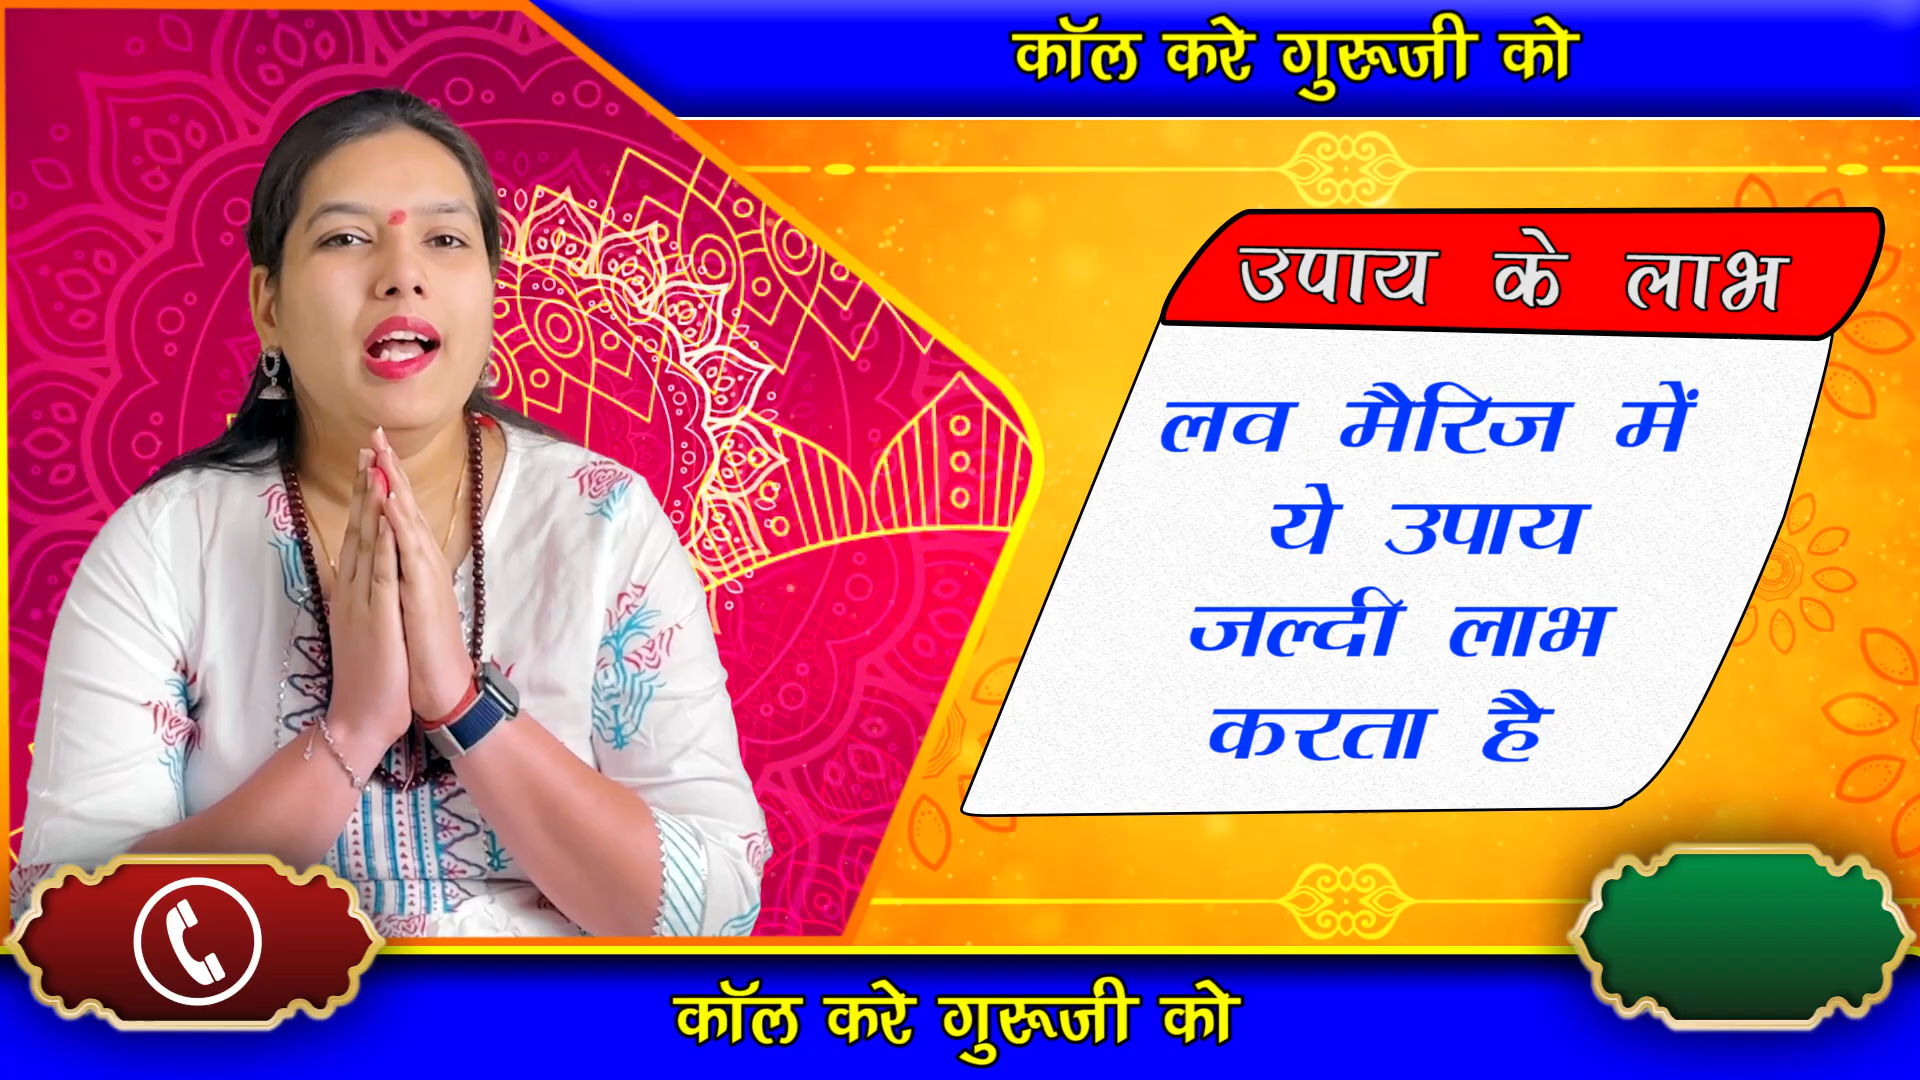 कॉल करे गुरूजी को
उपाय के लाभ
लव मैरिज में
ये उपाय
जल्दी लाभ
करता है
कॉल करे गुरूजी को